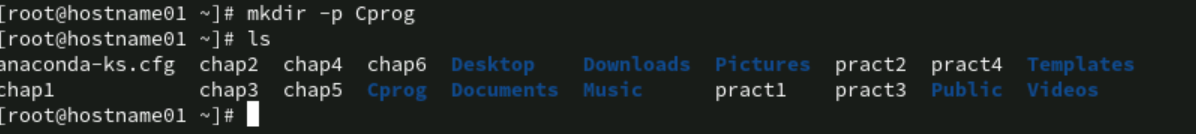 [root@hostname01 ~]# mkdir -p Cprog
[root@hostname01 ~]# ls
anaconda-ks.cfg  chap2  chap4  chap6  Desktop    Downloads  Pictures  pract2  pract4  Templates
chap1            chap3  chap5  Cprog  Documents  Music      pract1    pract3  Public  Videos
[root@hostname01 ~]#